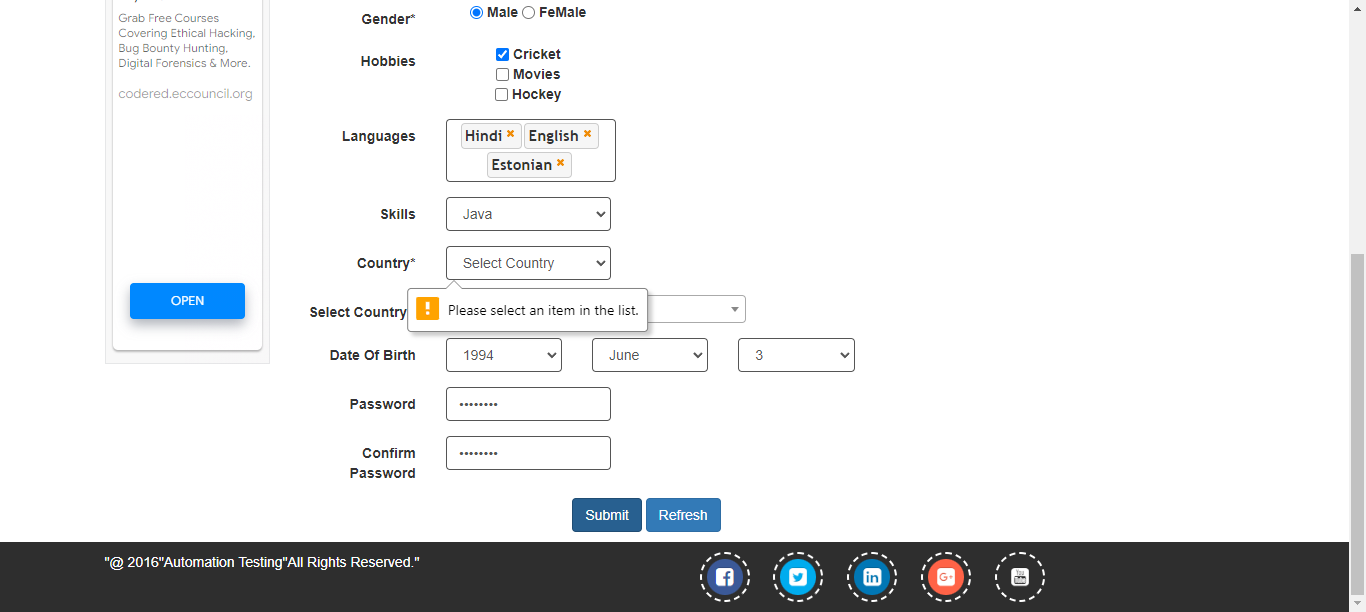 Grab Free Courses
Covering Ethical Hacking,
Bug Bounty Hunting,
Digital Forensics & More.
codered.eccouncil.org
OPEN
Gender* Male FeMale
Hobbies Cricket
Movies
Hockey
Languages Hindi English
Estonian
Skills Java
Country* Select Country
Please select an item in the list.
Select Country
Date Of Birth 1994 June 3
Password ••••••••
Confirm Password ••••••••
Submit Refresh
"@ 2016"Automation Testing"All Rights Reserved."